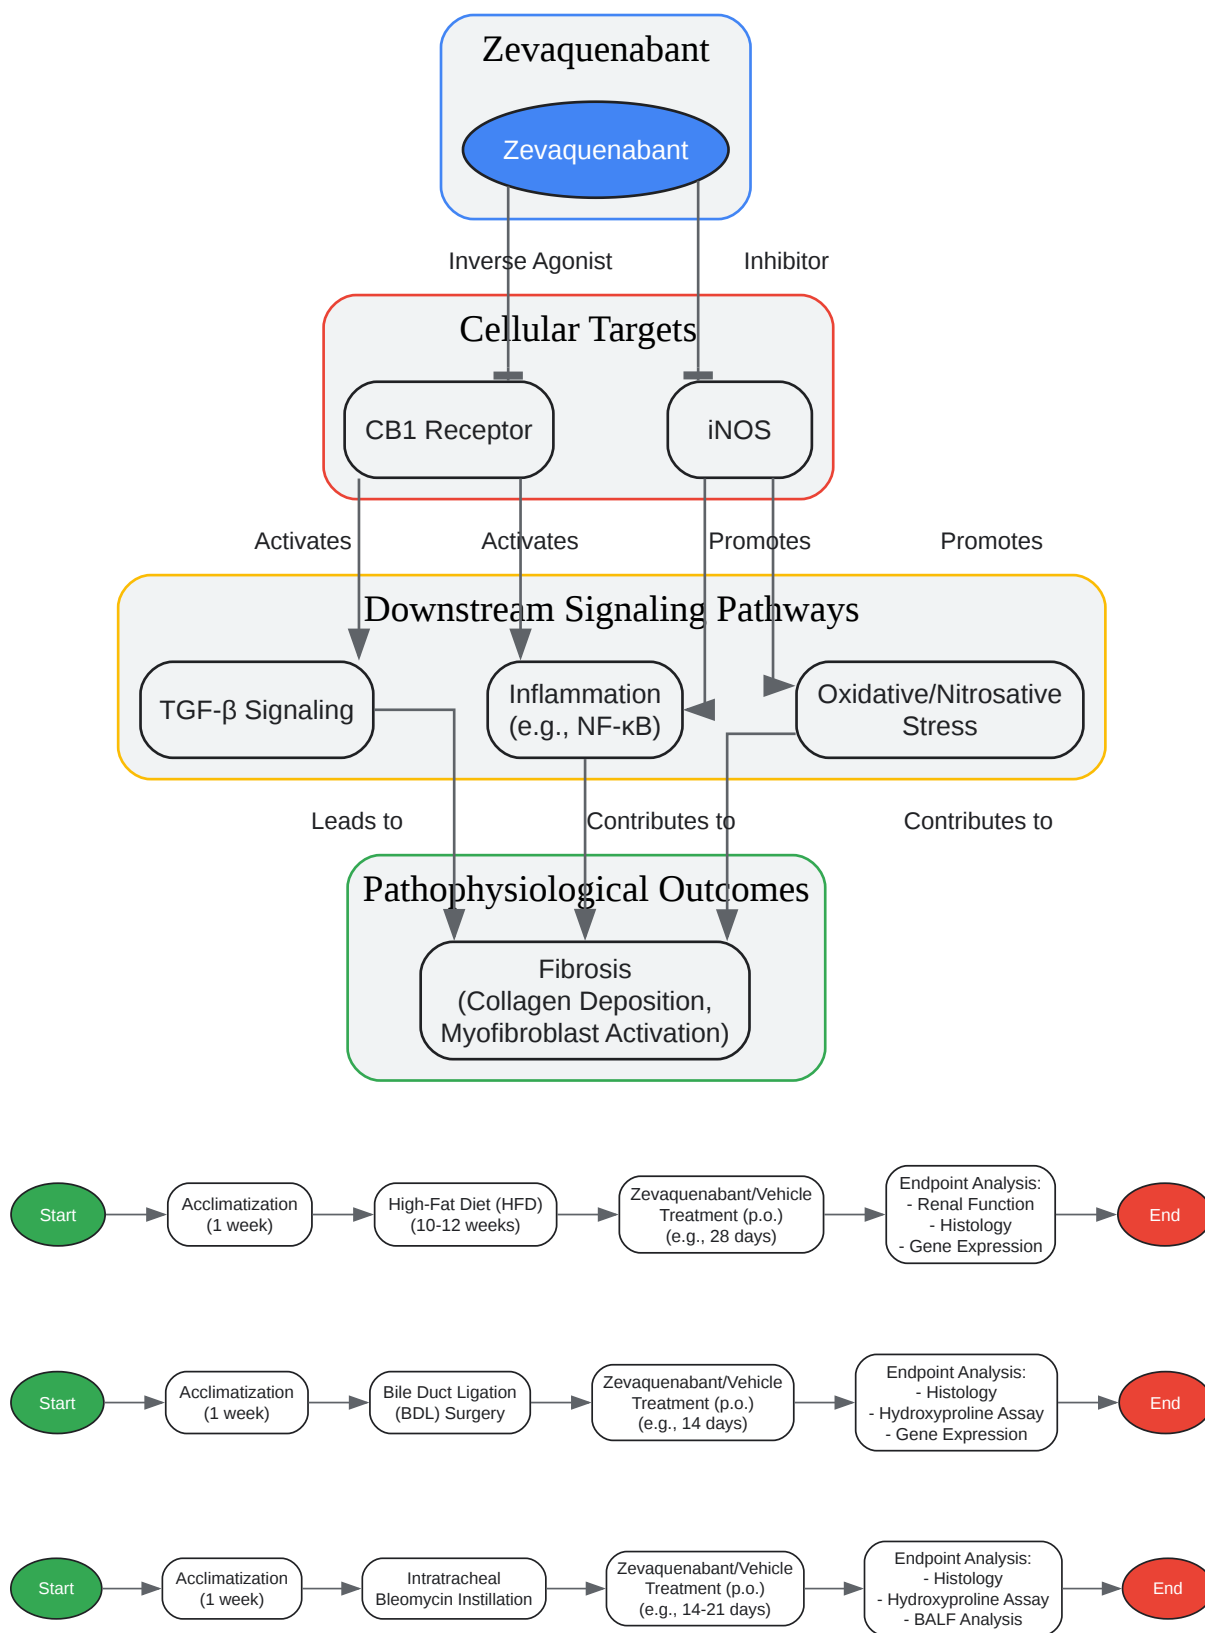 Zevaquenabant
Zevaquenabant
Inverse Agonist
Inhibitor
Cellular Targets
CB1 Receptor
iNOS
Activates
Activates
Promotes
Promotes
Downstream Signaling Pathways
TGF-β Signaling
Inflammation
(e.g., NF-κB)
Oxidative/Nitrosative
Stress
Leads to
Contributes to
Contributes to
Pathophysiological Outcomes
Fibrosis
(Collagen Deposition,
Myofibroblast Activation)
Start
Acclimatization
(1 week)
High-Fat Diet (HFD)
(10-12 weeks)
Zevaquenabant/Vehicle
Treatment (p.o.)
(e.g., 28 days)
Endpoint Analysis:
- Renal Function
- Histology
- Gene Expression
End
Start
Acclimatization
(1 week)
Bile Duct Ligation
(BDL) Surgery
Zevaquenabant/Vehicle
Treatment (p.o.)
(e.g., 14 days)
Endpoint Analysis:
- Histology
- Hydroxyproline Assay
- Gene Expression
End
Start
Acclimatization
(1 week)
Intratracheal
Bleomycin Instillation
Zevaquenabant/Vehicle
Treatment (p.o.)
(e.g., 14-21 days)
Endpoint Analysis:
- Histology
- Hydroxyproline Assay
- BALF Analysis
End